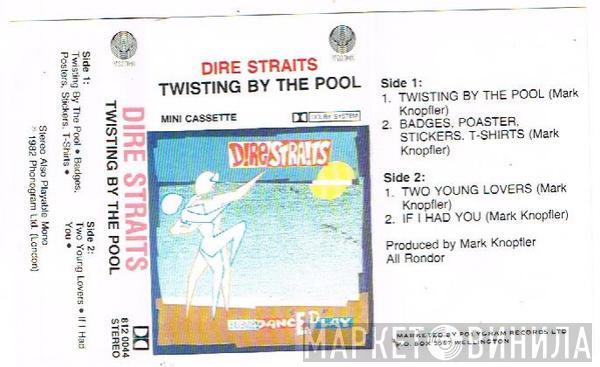 Side 1:
Twisting By The Pool • Badges,
Posters, Stickers, T-Shirts •
Side 2:
Two Young Lovers • If I Had
You •
Stereo Also Playable Mono
℗ 1982 Phonogram Ltd. (London)
DIRE STRAITS
TWISTING BY THE POOL
812 0044
STEREO
DIRE STRAITS
TWISTING BY THE POOL
MINI CASSETTE
DOLBY SYSTEM
DIRE STRAITS
DANCE PLAY
Side 1:
1. TWISTING BY THE POOL (Mark
Knopfler)
2. BADGES, POASTER,
STICKERS, T-SHIRTS (Mark
Knopfler)
Side 2:
1. TWO YOUNG LOVERS (Mark
Knopfler)
2. IF I HAD YOU (Mark Knopfler)
Produced by Mark Knopfler
All Rondor
MARKETED BY POLYGRAM RECORDS LTD
P.O. BOX WELLINGTON
МАРКЕТ ВИНИЛА